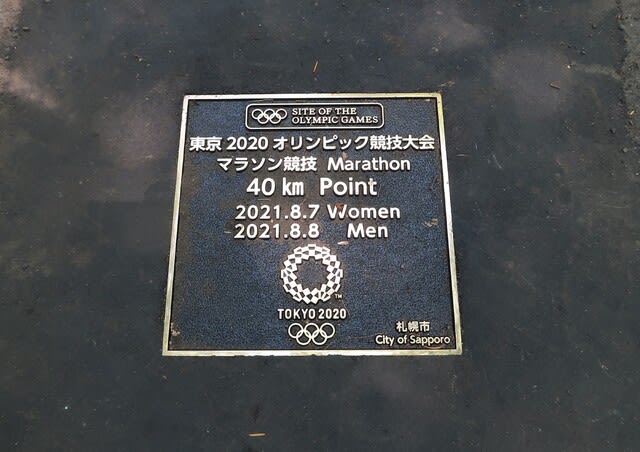 SITE OF THE
OLYMPIC GAMES
東京 2020 オリンピック競技大会
マラソン競技 Marathon
40 km Point
2021.8.7 Women
2021.8.8 Men
TM
TOKYO 2020
札幌市
City of Sapporo